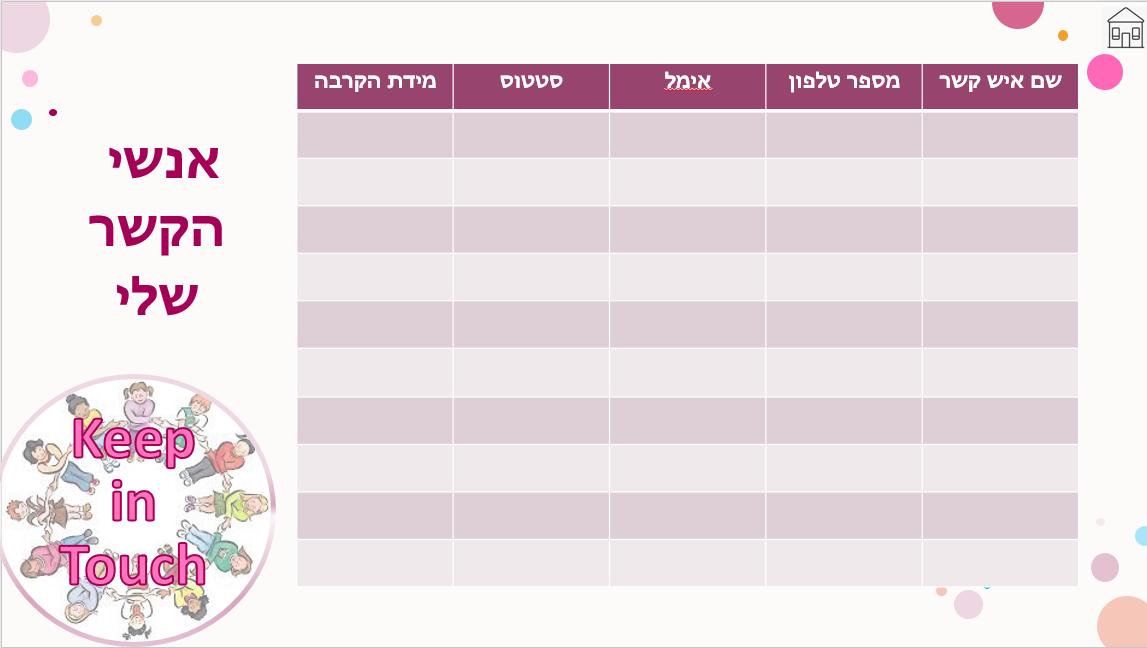 שם איש קשר
מספר טלפון
אימל
סטטוס
מידת הקרבה
אנשי
הקשר
שלי
Keep
in
Touch